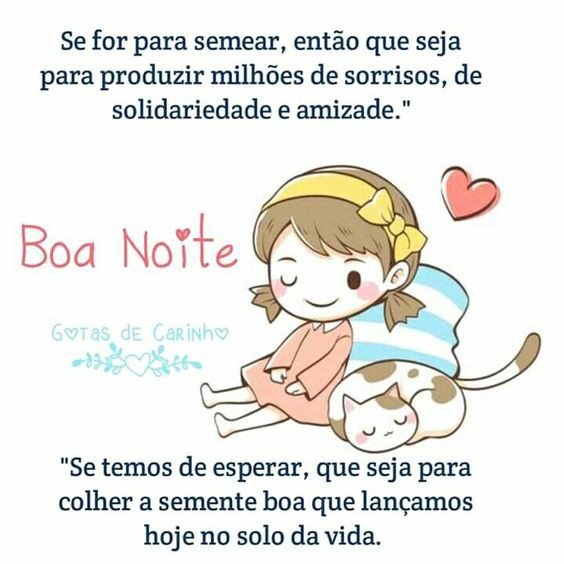 Se for para semear, então que seja
para produzir milhões de sorrisos, de
solidariedade e amizade."
Boa Noite
Gotas de Carinho
"Se temos de esperar, que seja para
colher a semente boa que lançamos
hoje no solo da vida.